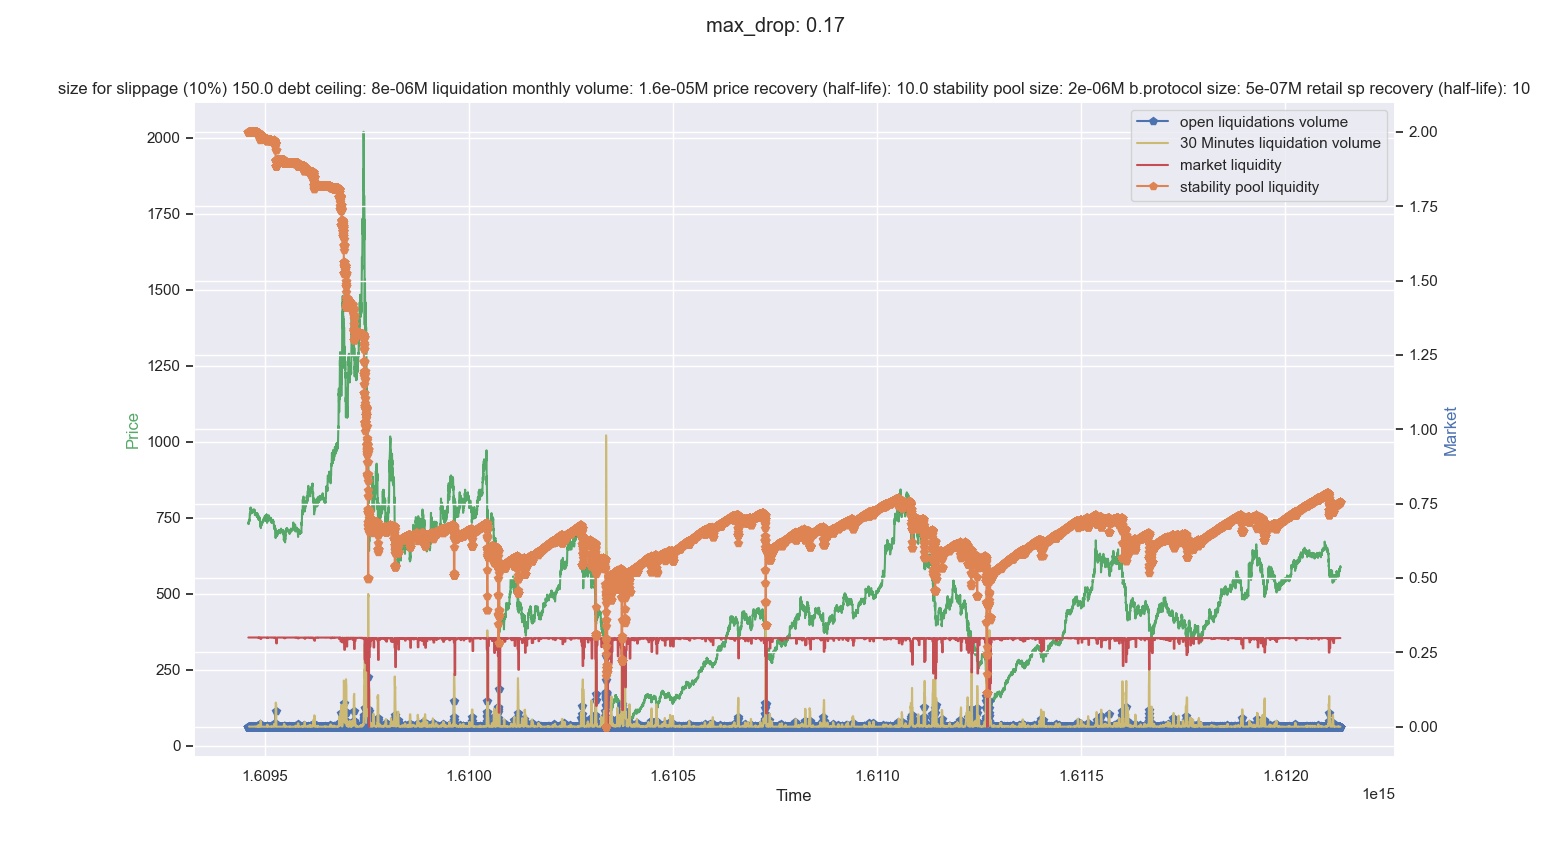 max_drop: 0.17
size for slippage (10%) 150.0 debt ceiling: 8e-06M liquidation monthly volume: 1.6e-05M price recovery (half-life): 10.0 stability pool size: 2e-06M b.protocol size: 5e-07M retail sp recovery (half-life): 10
open liquidations volume
30 Minutes liquidation volume
market liquidity
stability pool liquidity
2000
1750
1500
1250
1000
750
500
250
0
Price
2.00
1.75
1.50
1.25
1.00
0.75
0.50
0.25
0.00
Market
1.6095 1.6100 1.6105 1.6110 1.6115 1.6120
1e15
Time